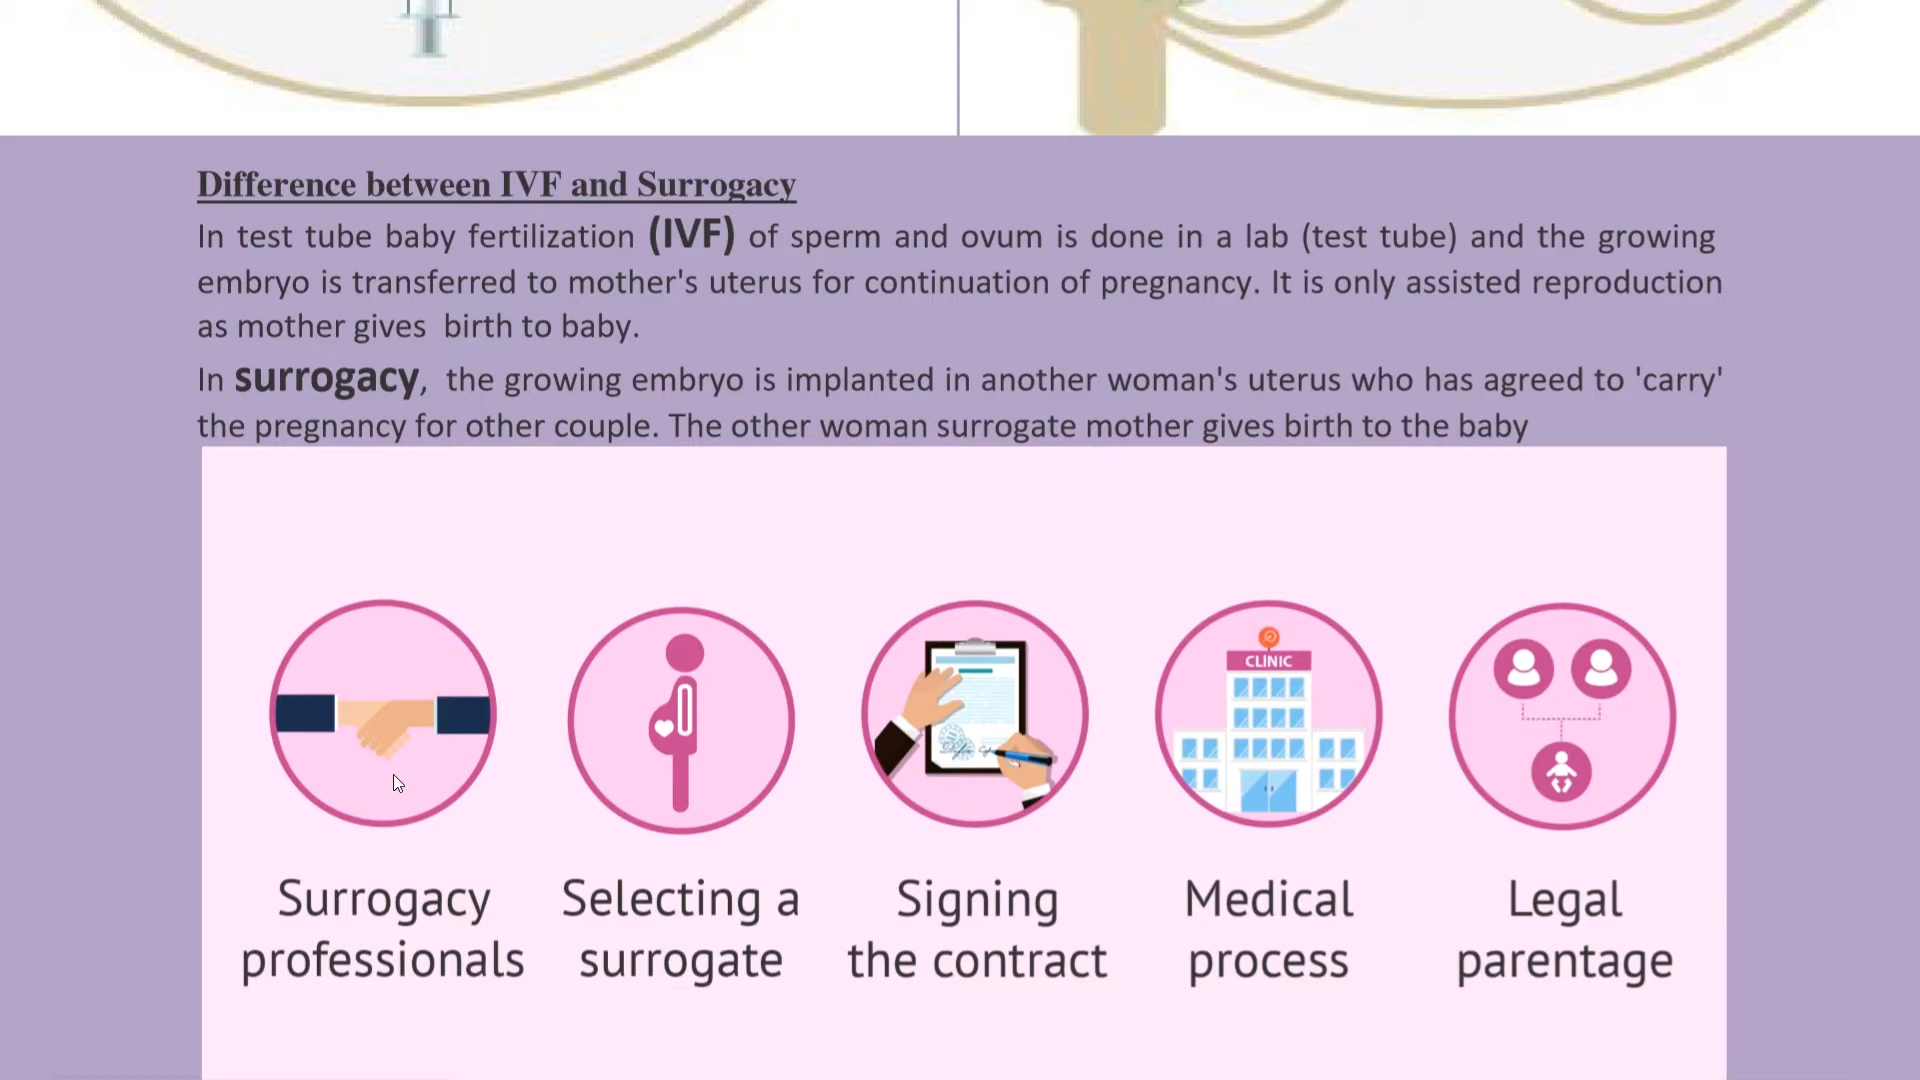 Difference between IVF and Surrogacy
In test tube baby fertilization (IVF) of sperm and ovum is done in a lab (test tube) and the growing
embryo is transferred to mother's uterus for continuation of pregnancy. It is only assisted reproduction
as mother gives birth to baby.
In surrogacy, the growing embryo is implanted in another woman's uterus who has agreed to 'carry'
the pregnancy for other couple. The other woman surrogate mother gives birth to the baby
CLINIC
Surrogacy
professionals
Selecting a
surrogate
Signing
the contract
Medical
process
Legal
parentage